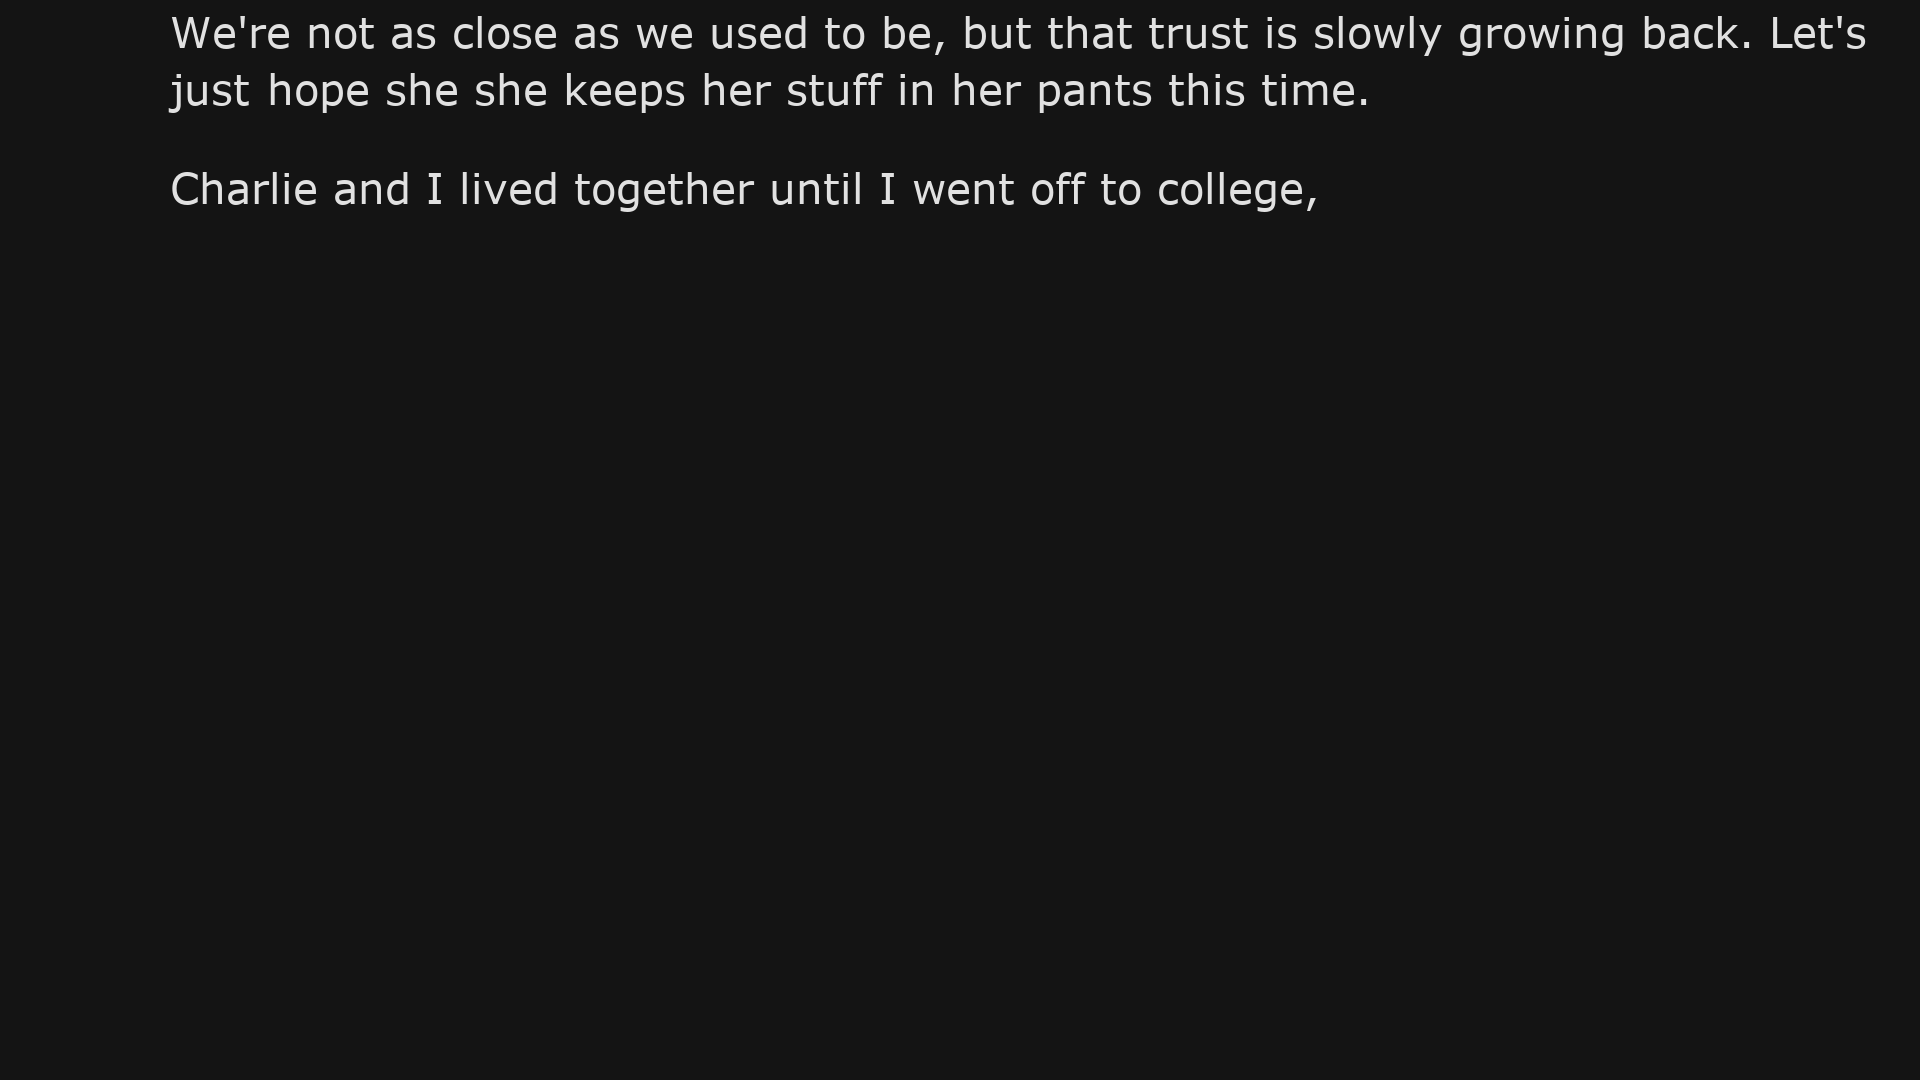 We're not as close as we used to be, but that trust is slowly growing back. Let's
just hope she she keeps her stuff in her pants this time.
Charlie and I lived together until I went off to college,